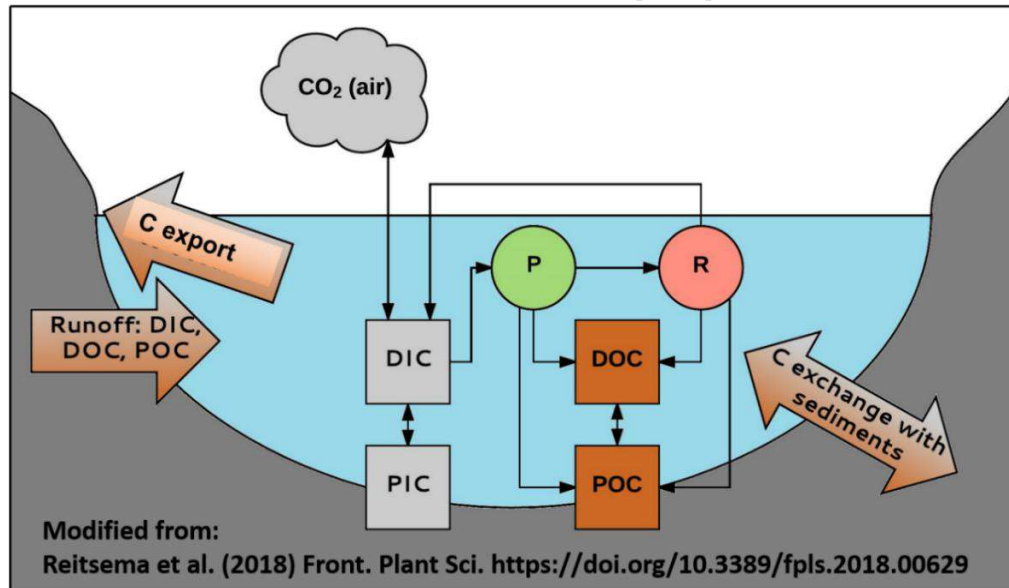 CO₂ (air)
C export
Runoff: DIC,
DOC, POC
P
R
DIC
DOC
PIC
POC
C exchange with
sediments
Modified from:
Reitsema et al. (2018) Front. Plant Sci. https://doi.org/10.3389/fpls.2018.00629